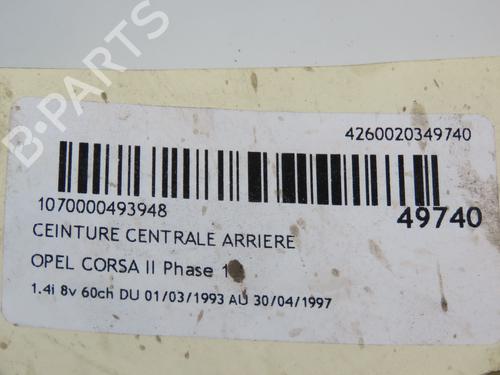 B-PARTS
4260020349740
1070000493948
49740
CEINTURE CENTRALE ARRIERE
OPEL CORSA II Phase 1
1.4i 8v 60ch DU 01/03/1993 AU 30/04/1997